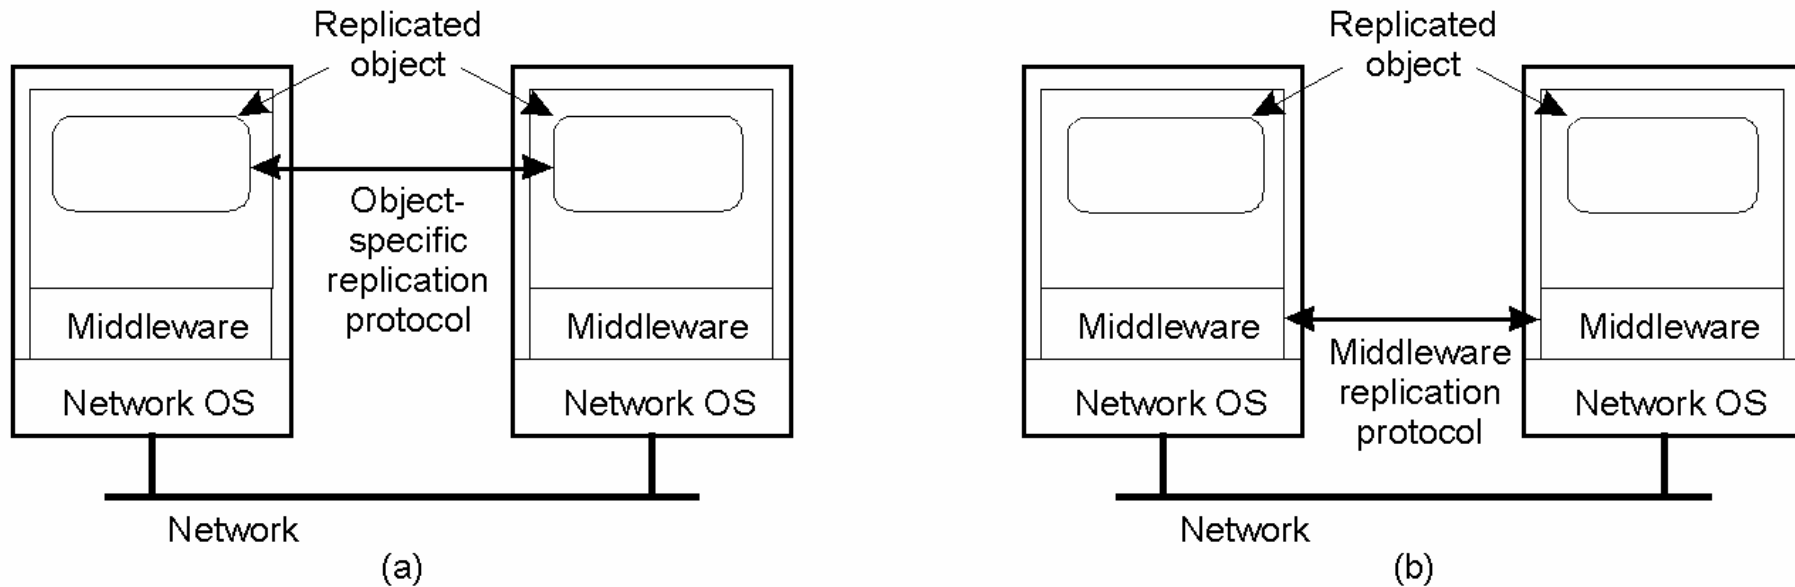 Replicated
object
Object-
specific
replication
protocol
Middleware
Middleware
Network OS
Network OS
Network
(a)
Replicated
object
Middleware
Middleware
Middleware
replication
protocol
Network OS
Network OS
Network
(b)